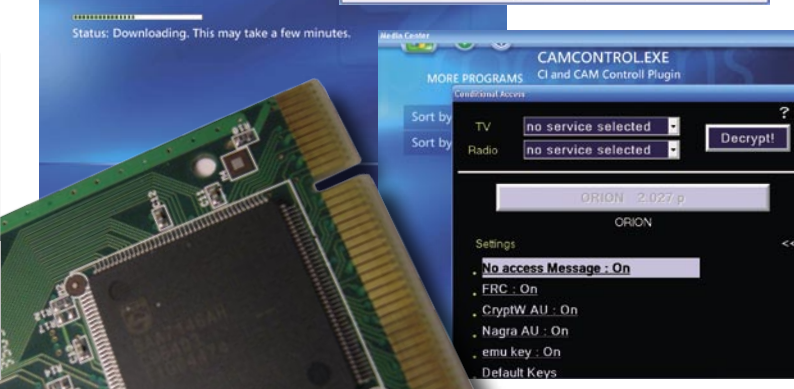 Status: Downloading. This may take a few minutes.
Media Center
CAMCONTROL.EXE
MORE PROGRAMS
CI and CAM Controll Plugin
Conditional Access
Sort by
Sort by
?
TV
no service selected
Decrypt!
Radio
no service selected
ORION 2.027 p
ORION
Settings
<<
No access Message : On
FRC : On
CryptW AU : On
Nagra AU : On
emu key : On
Default Keys